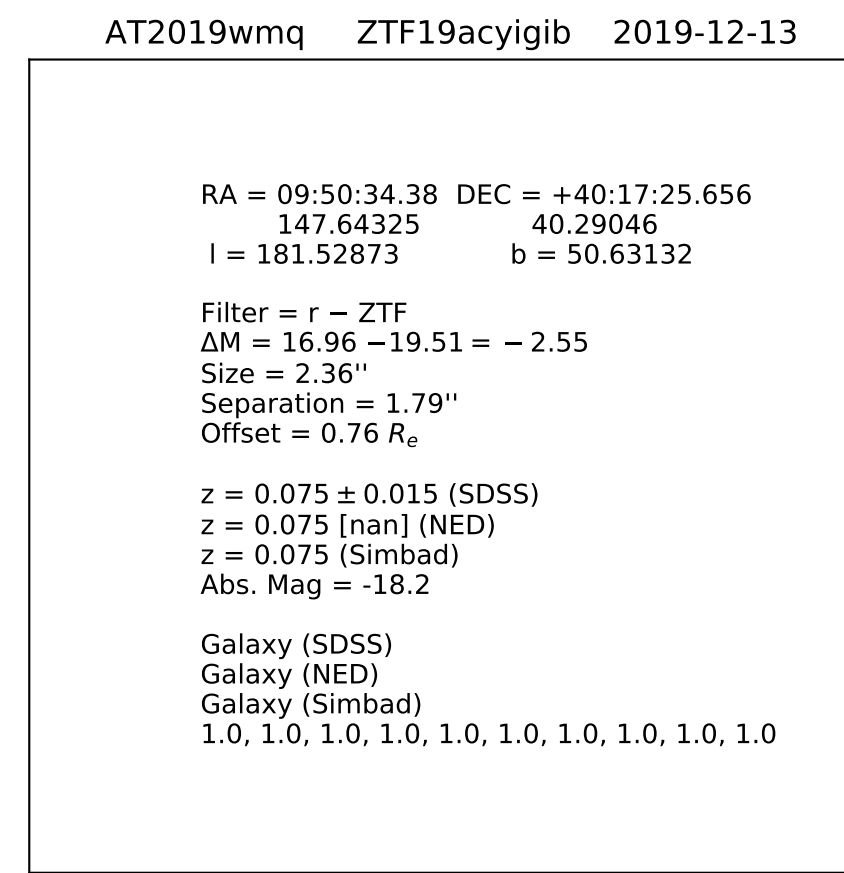 AT2019wmq ZTF19acyigib 2019-12-13
RA = 09:50:34.38 DEC = +40:17:25.656
147.64325 40.29046
l = 181.52873 b = 50.63132
Filter = r − ZTF
ΔM = 16.96 −19.51 = − 2.55
Size = 2.36''
Separation = 1.79''
Offset = 0.76 Re
z = 0.075 ± 0.015 (SDSS)
z = 0.075 [nan] (NED)
z = 0.075 (Simbad)
Abs. Mag = -18.2
Galaxy (SDSS)
Galaxy (NED)
Galaxy (Simbad)
1.0, 1.0, 1.0, 1.0, 1.0, 1.0, 1.0, 1.0, 1.0, 1.0